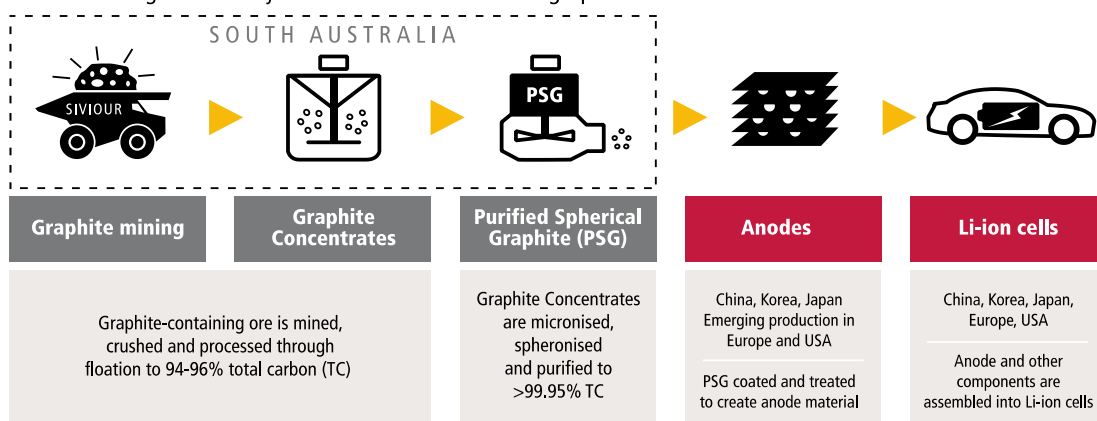 SOUTH AUSTRALIA
SIVIOUR
PSG
Graphite mining
Graphite
Concentrates
Purified Spherical
Graphite (PSG)
Anodes
Li-ion cells
Graphite-containing ore is mined,
crushed and processed through
floation to 94-96% total carbon (TC)
Graphite Concentrates
are micronised,
spheronised
and purified to
>99.95% TC
China, Korea, Japan
Emerging production in
Europe and USA
PSG coated and treated
to create anode material
China, Korea, Japan,
Europe, USA
Anode and other
components are
assembled into Li-ion cells